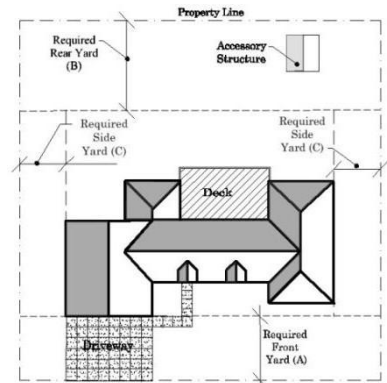 Property Line
Required
Rear Yard
(B)
Accessory
Structure
Required
Side
Yard (C)
Required
Side
Yard (C)
Deck
Driveway
Required
Front
Yard (A)